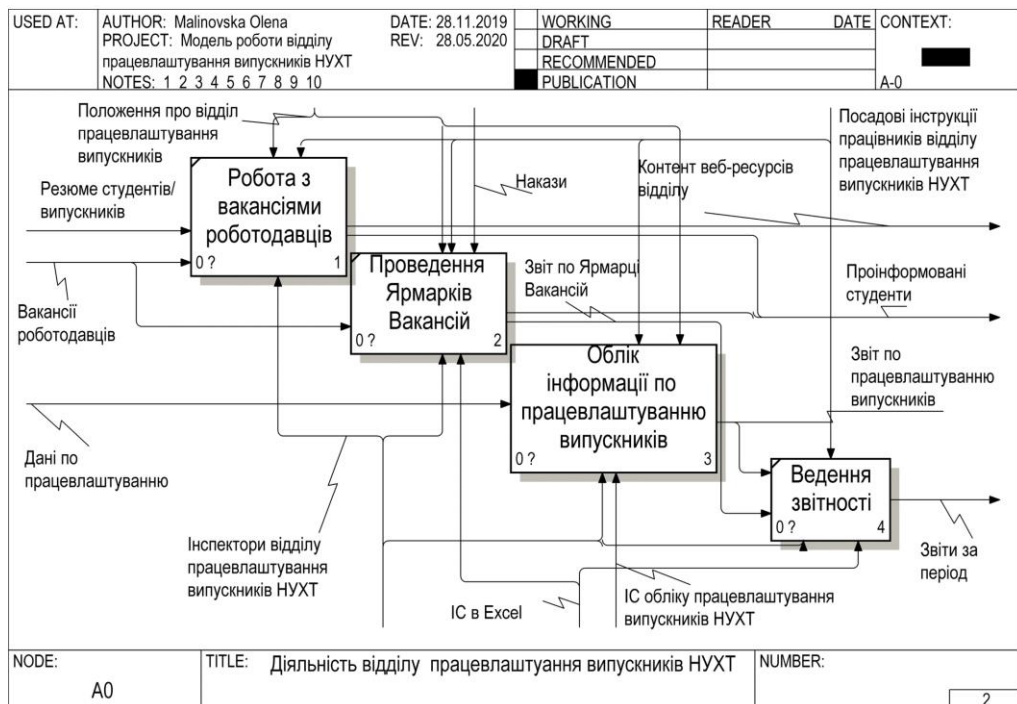 USED AT:
AUTHOR: Malinovska Olena
DATE: 28.11.2019
PROJECT: Модель роботи відділу
REV: 28.05.2020
працевлаштування випускників НУХТ
NOTES: 1 2 3 4 5 6 7 8 9 10
WORKING
DRAFT
RECOMMENDED
PUBLICATION
READER
DATE
CONTEXT:
A-0
Положення про відділ
працевлаштування
випускників
Резюме студентів/
випускників
Вакансії
роботодавців
Робота з
вакансіями
роботодавців
0 ?
1
Накази
Контент веб-ресурсів
відділу
Посадові інструкції
працівників відділу
працевлаштування
випускників НУХТ
Проведення
Ярмарків
Вакансій
0 ?
2
Звіт по Ярмарці
Вакансій
Проінформовані
студенти
Облік
інформації по
працевлаштуванню
випускників
0 ?
3
Звіт по
працевлаштуванню
випускників
Дані по
працевлаштуванню
Ведення
звітності
0 ?
4
Звіти за
період
Інспектори відділу
працевлаштування
випускників НУХТ
ІС в Excel
ІС обліку працевлаштування
випускників НУХТ
NODE:
A0
TITLE:
Діяльність відділу працевлаштуання випускників НУХТ
NUMBER:
2